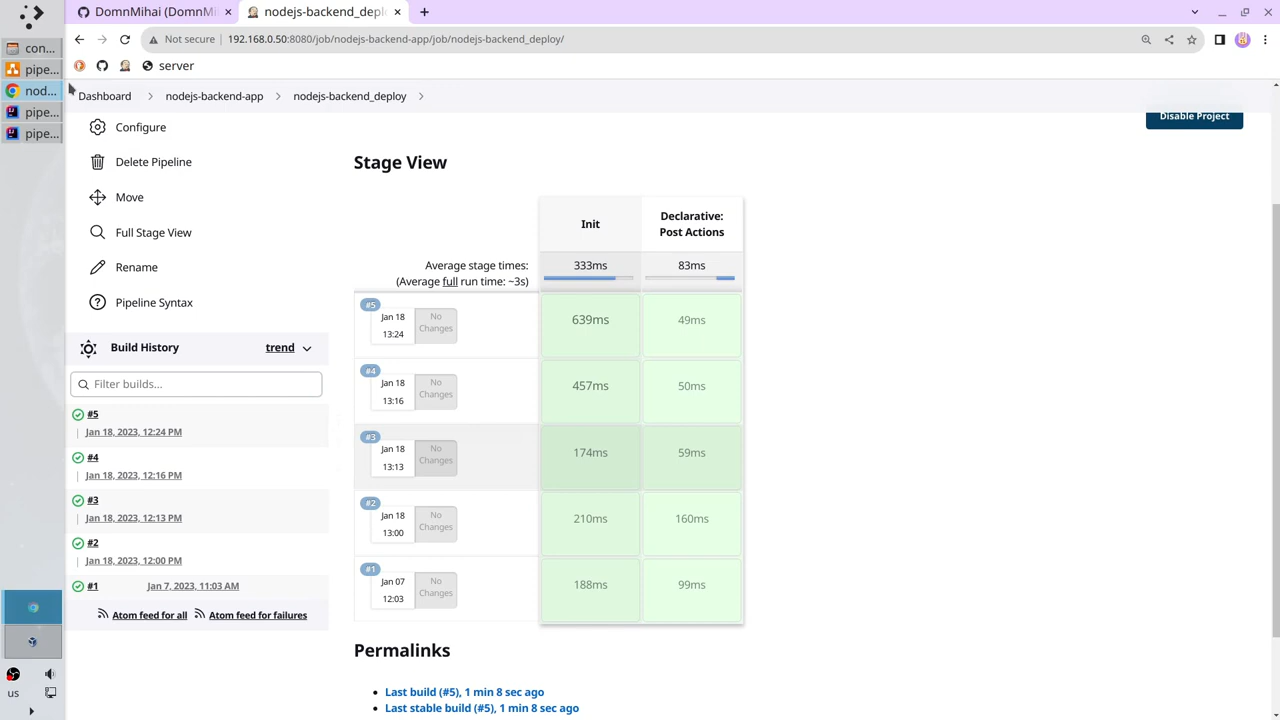 DomnMihai (DomnMi
nodejs-backend_depl
Not secure
192.168.0.50:8080/job/nodejs-backend-app/job/nodejs-backend_deploy/
server
con...
pipe...
nod...
pipe...
pipe...
Dashboard
nodejs-backend-app
nodejs-backend_deploy
Configure
Disable Project
Delete Pipeline
Move
Full Stage View
Rename
Pipeline Syntax
Build History
trend
Filter builds...
#5
Jan 18, 2023, 12:24 PM
#4
Jan 18, 2023, 12:16 PM
#3
Jan 18, 2023, 12:13 PM
#2
Jan 18, 2023, 12:00 PM
#1 Jan 7, 2023, 11:03 AM
Atom feed for all Atom feed for failures
Stage View
Init
Declarative:
Post Actions
Average stage times: 333ms 83ms
(Average full run time: ~3s)
#5
Jan 18
13:24
No
Changes
639ms
49ms
#4
Jan 18
13:16
No
Changes
457ms
50ms
#3
Jan 18
13:13
No
Changes
174ms
59ms
#2
Jan 18
13:00
No
Changes
210ms
160ms
#1
Jan 07
12:03
No
Changes
188ms
99ms
Permalinks
Last build (#5), 1 min 8 sec ago
Last stable build (#5), 1 min 8 sec ago
us